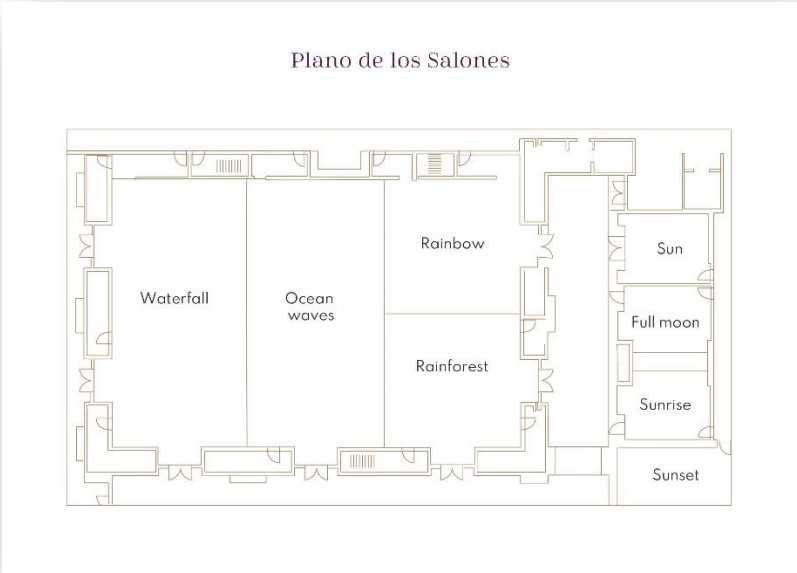 Plano de los Salones
Rainbow
Sun
Waterfall
Ocean
waves
Full moon
Rainforest
Sunrise
Sunset